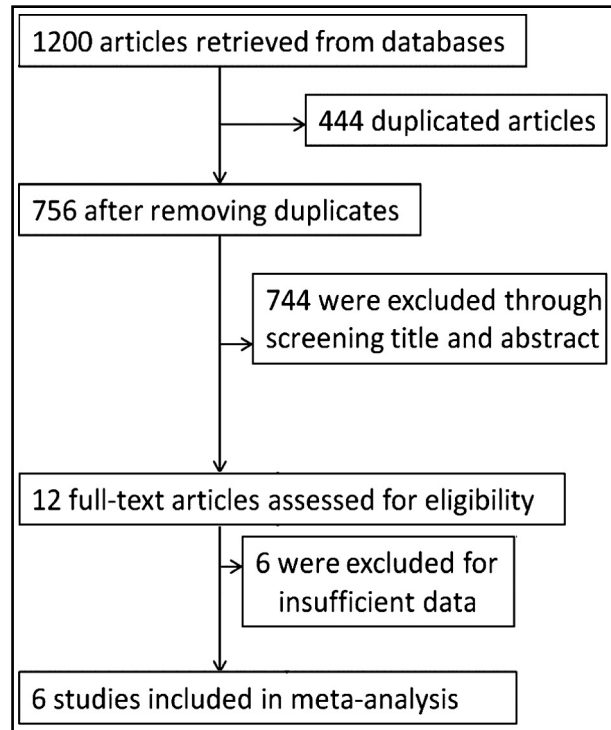 1200 articles retrieved from databases
444 duplicated articles
756 after removing duplicates
744 were excluded through
screening title and abstract
12 full-text articles assessed for eligibility
6 were excluded for
insufficient data
6 studies included in meta-analysis